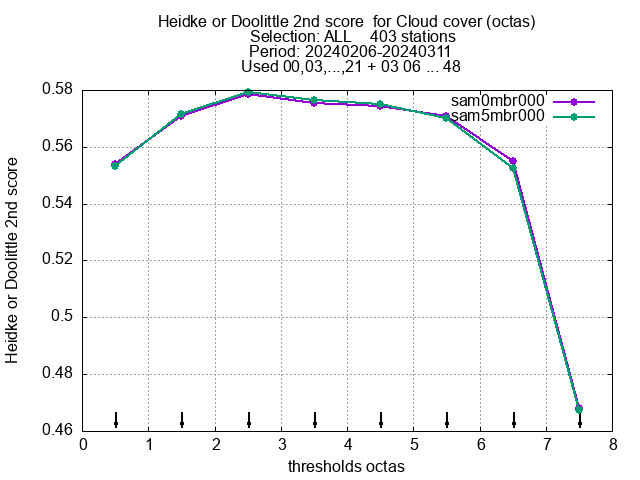 Heidke or Doolittle 2nd score  for Cloud cover (octas)
Selection: ALL    403 stations
Period: 20240206-20240311
Used 00,03,...,21 + 03 06 ... 48
sam0mbr000
sam5mbr000
Heidke or Doolittle 2nd score
0.58
0.56
0.54
0.52
0.5
0.48
0.46
0 1 2 3 4 5 6 7 8
thresholds octas